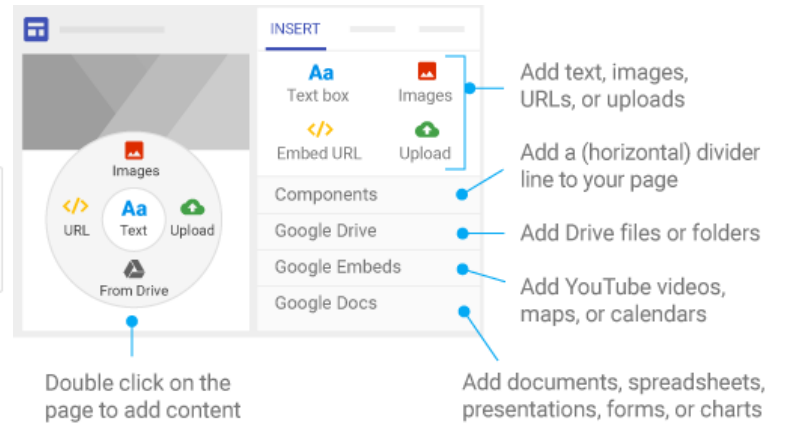 INSERT
Aa
Text box
Images
</>
Embed URL
Upload
Components
Google Drive
Google Embeds
Google Docs
Images
</>
URL
Aa
Text
Upload
From Drive
Add text, images,
URLs, or uploads
Add a (horizontal) divider
line to your page
Add Drive files or folders
Add YouTube videos,
maps, or calendars
Double click on the
page to add content
Add documents, spreadsheets,
presentations, forms, or charts